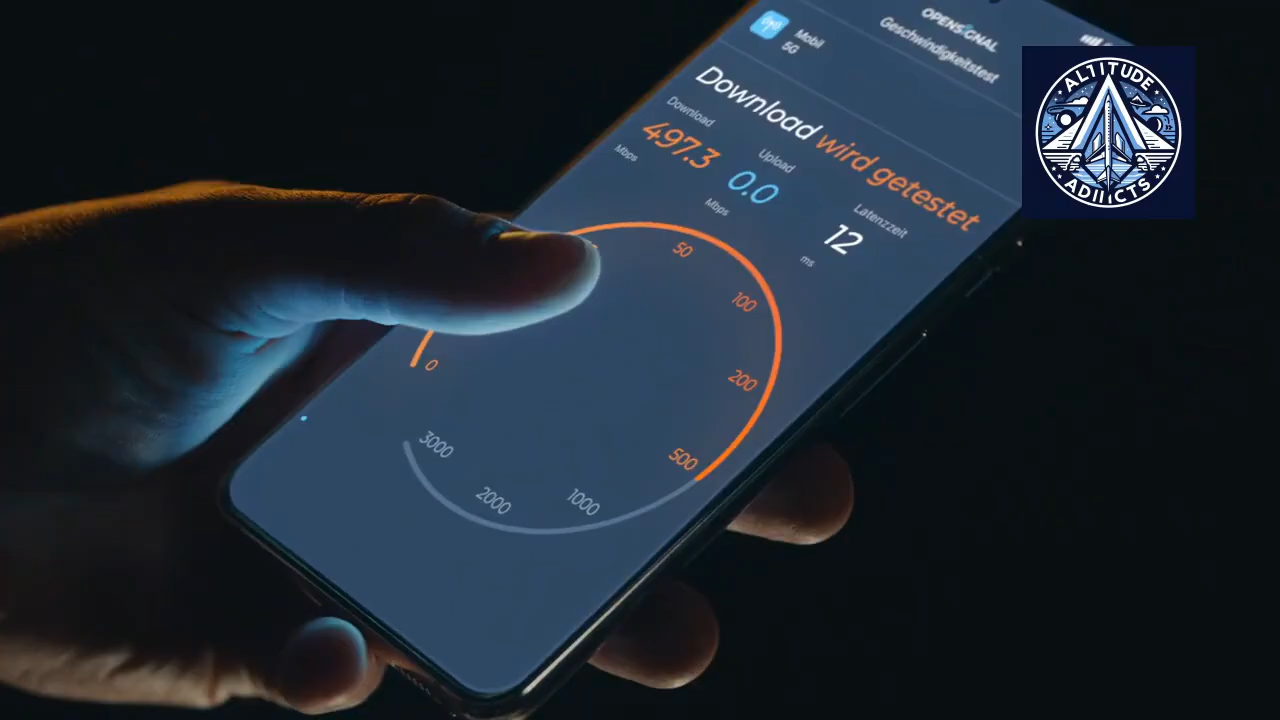 OPENSIGNAL
Geschwindigkeitstest
Mobil
5G
Download wird getestet
Download
497.3
Mbps
Upload
0.0
Mbps
Latenzzeit
12
ms
0
50
100
200
500
1000
2000
3000
ALTITUDE
ADIIICTS